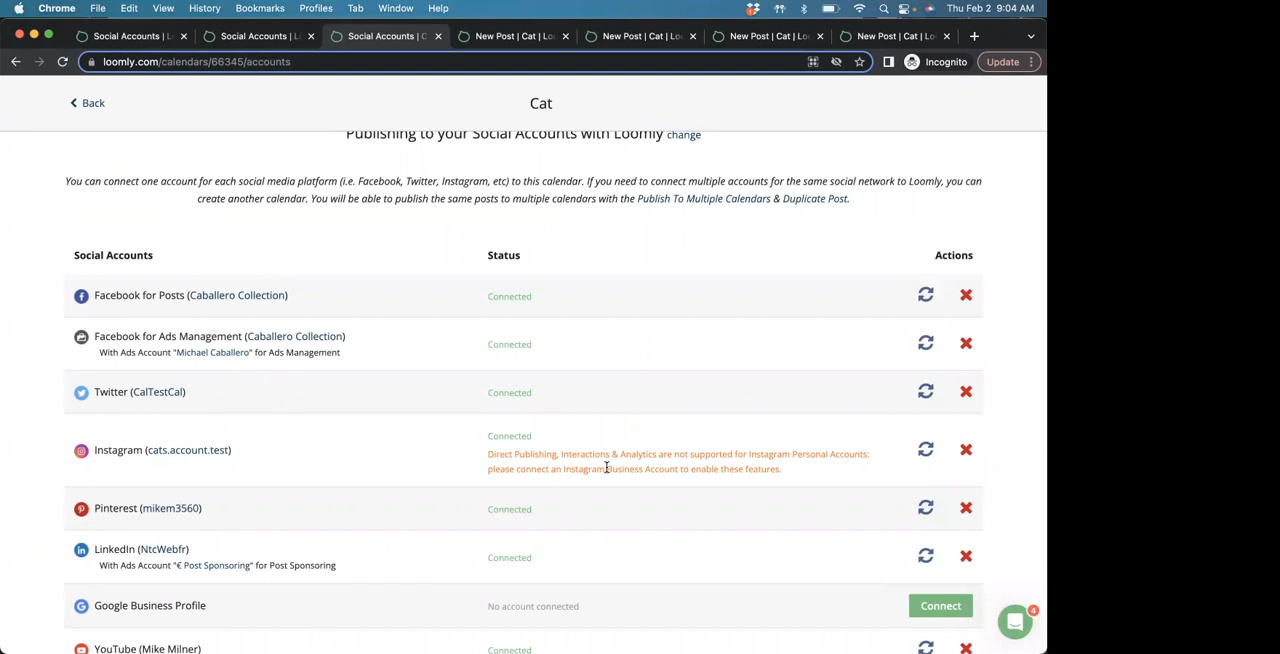 Chrome File Edit View History Bookmarks Profiles Tab Window Help Thu Feb 2 9:04 AM
Social Accounts | L Social Accounts | L Social Accounts | C New Post | Cat | Lo New Post | Cat | Lo New Post | Cat | Lo New Post | Cat | Lo
loomly.com/calendars/66345/accounts Incognito Update
Back Cat
Publishing to your Social Accounts with Loomly change
You can connect one account for each social media platform (i.e. Facebook, Twitter, Instagram, etc) to this calendar. If you need to connect multiple accounts for the same social network to Loomly, you can
create another calendar. You will be able to publish the same posts to multiple calendars with the Publish To Multiple Calendars & Duplicate Post.
Social Accounts Status Actions
Facebook for Posts (Caballero Collection) Connected
Facebook for Ads Management (Caballero Collection)
With Ads Account "Michael Caballero" for Ads Management Connected
Twitter (CalTestCal) Connected
Instagram (cats.account.test) Connected
Direct Publishing, Interactions & Analytics are not supported for Instagram Personal Accounts:
please connect an Instagram Business Account to enable these features.
Pinterest (mikem3560) Connected
LinkedIn (NtcWebfr)
With Ads Account "€ Post Sponsoring" for Post Sponsoring Connected
Google Business Profile No account connected Connect
4
YouTube (Mike Milner) Connected